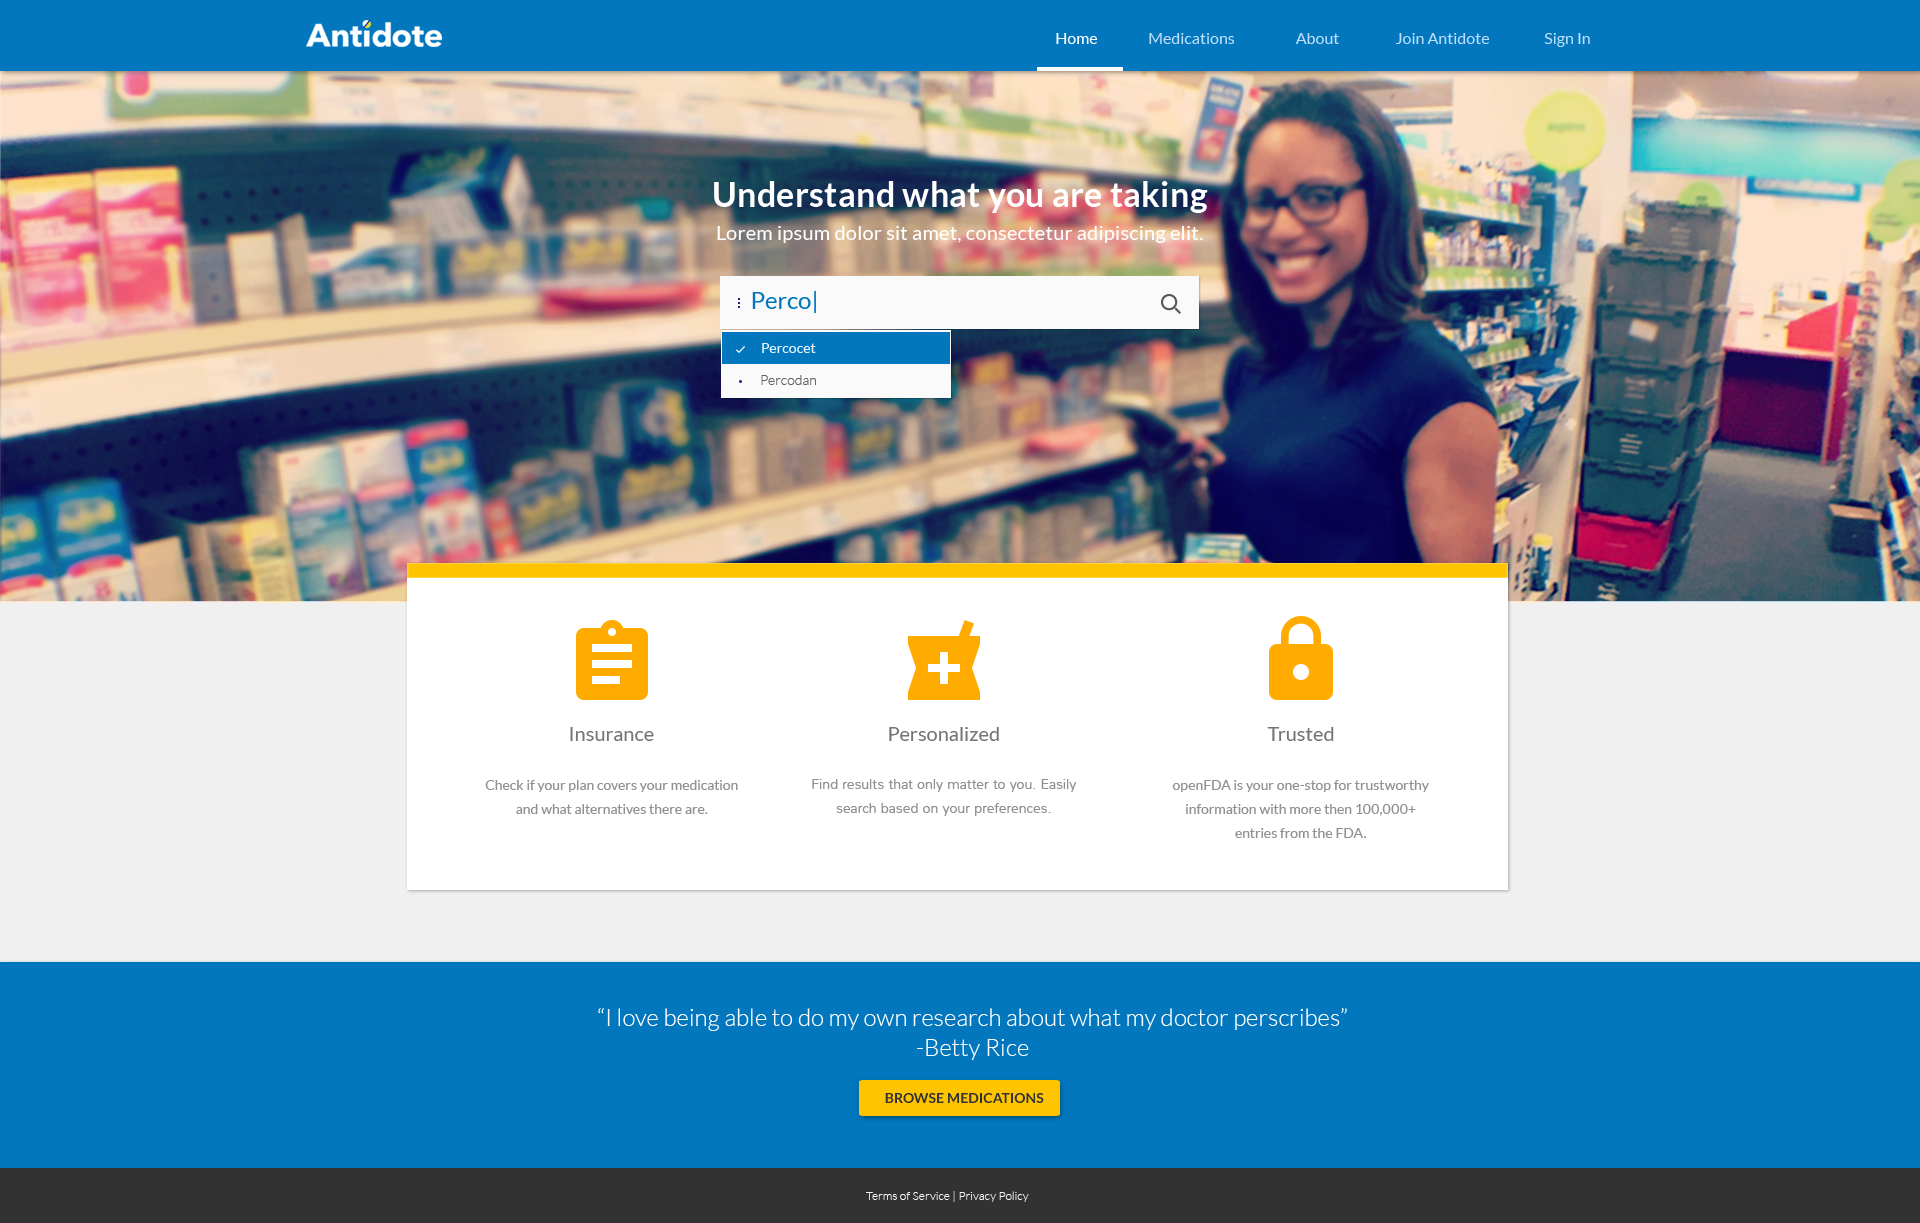 Antidote
Home Medications About Join Antidote Sign In
Understand what you are taking
Lorem ipsum dolor sit amet, consectetur adipiscing elit.
Perco
Percocet
Percodan
Insurance
Check if your plan covers your medication
and what alternatives there are.
Personalized
Find results that only matter to you. Easily
search based on your preferences.
Trusted
openFDA is your one-stop for trustworthy
information with more then 100,000+
entries from the FDA.
“I love being able to do my own research about what my doctor perscribes”
-Betty Rice
BROWSE MEDICATIONS
Terms of Service | Privacy Policy